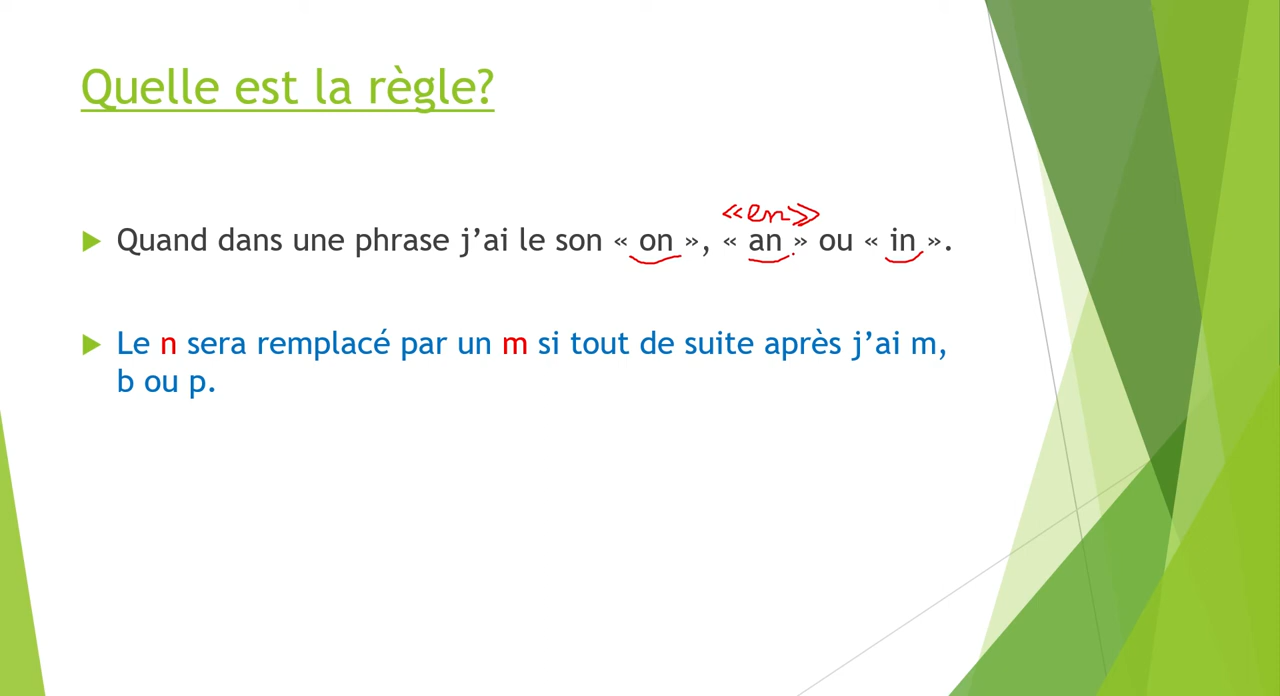 Quelle est la règle?
«en»
Quand dans une phrase j’ai le son « on », « an » ou « in ».
Le n sera remplacé par un m si tout de suite après j’ai m,
b ou p.